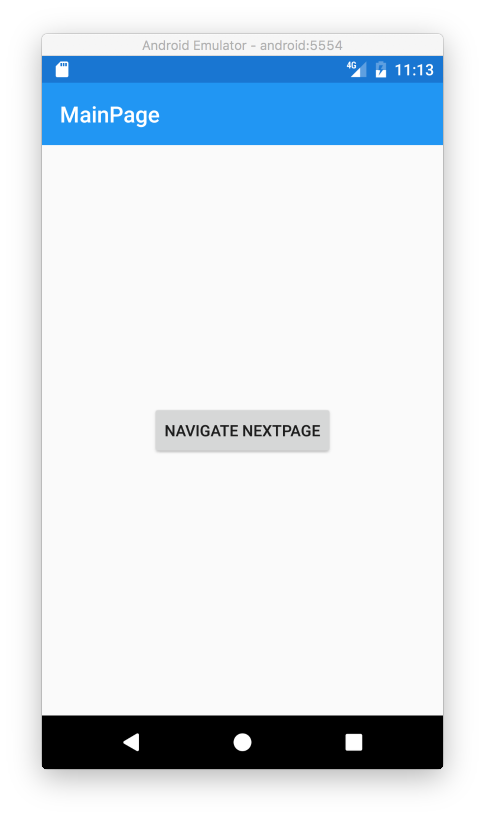 Android Emulator - android:5554
4G 11:13
MainPage
NAVIGATE NEXTPAGE